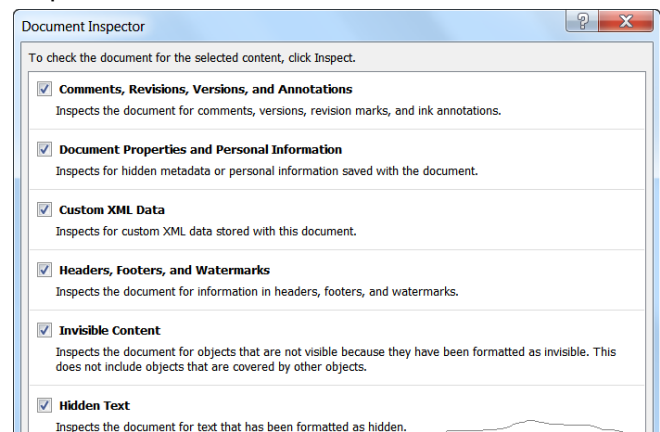 Document Inspector
To check the document for the selected content, click Inspect.
Comments, Revisions, Versions, and Annotations
Inspects the document for comments, versions, revision marks, and ink annotations.
Document Properties and Personal Information
Inspects for hidden metadata or personal information saved with the document.
Custom XML Data
Inspects for custom XML data stored with this document.
Headers, Footers, and Watermarks
Inspects the document for information in headers, footers, and watermarks.
Invisible Content
Inspects the document for objects that are not visible because they have been formatted as invisible. This
does not include objects that are covered by other objects.
Hidden Text
Inspects the document for text that has been formatted as hidden.